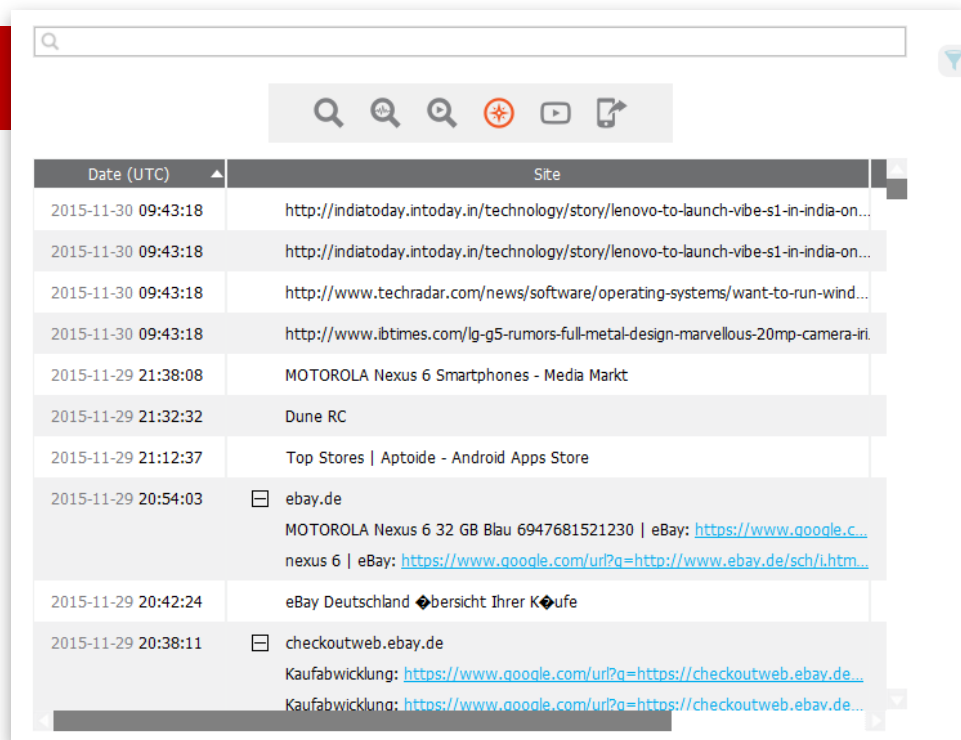 Date (UTC) Site
2015-11-30 09:43:18 http://indiatoday.intoday.in/technology/story/lenovo-to-launch-vibe-s1-in-india-on...
2015-11-30 09:43:18 http://indiatoday.intoday.in/technology/story/lenovo-to-launch-vibe-s1-in-india-on...
2015-11-30 09:43:18 http://www.techradar.com/news/software/operating-systems/want-to-run-wind...
2015-11-30 09:43:18 http://www.ibtimes.com/lg-g5-rumors-full-metal-design-marvellous-20mp-camera-iri.
2015-11-29 21:38:08 MOTOROLA Nexus 6 Smartphones - Media Markt
2015-11-29 21:32:32 Dune RC
2015-11-29 21:12:37 Top Stores | Aptoide - Android Apps Store
2015-11-29 20:54:03 ebay.de
MOTOROLA Nexus 6 32 GB Blau 6947681521230 | eBay: https://www.google.c...
nexus 6 | eBay: https://www.google.com/url?q=http://www.ebay.de/sch/i.htm...
2015-11-29 20:42:24 eBay Deutschland �bersicht Ihrer K�ufe
2015-11-29 20:38:11 checkoutweb.ebay.de
Kaufabwicklung: https://www.google.com/url?q=https://checkoutweb.ebay.de...
Kaufabwicklung: https://www.google.com/url?q=https://checkoutweb.ebay.de...